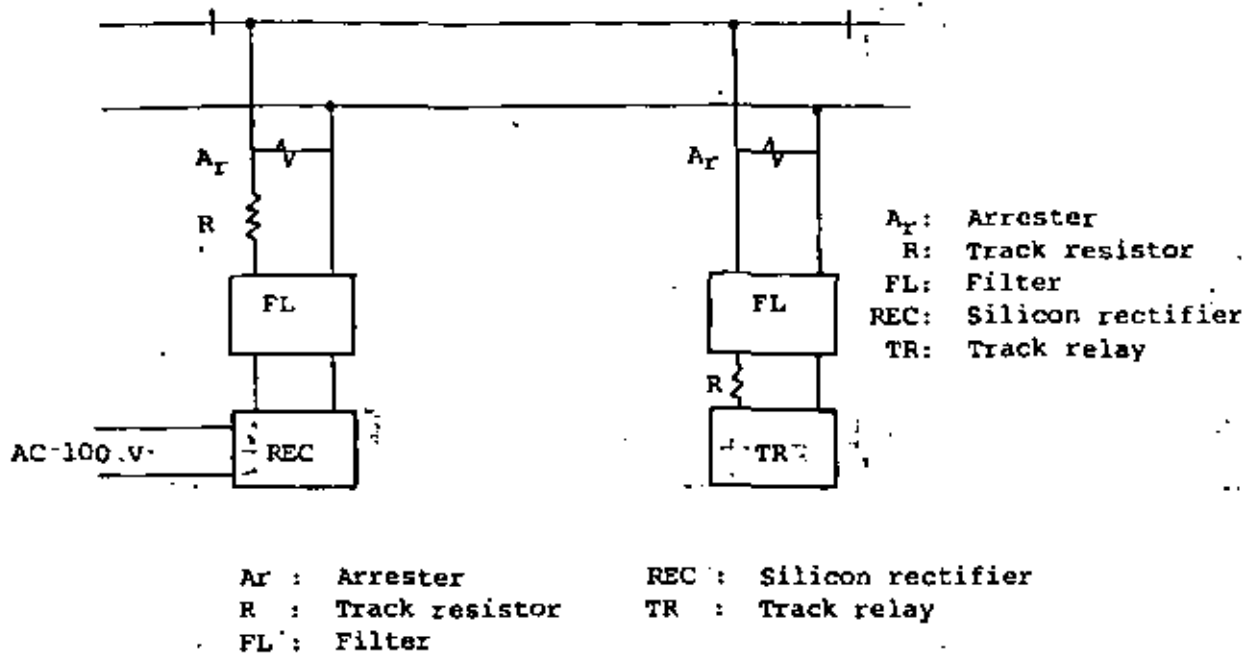 Ar
R
FL
AC 100 V
REC
Ar
FL
R
TR
Ar: Arrester
R: Track resistor
FL: Filter
REC: Silicon rectifier
TR: Track relay
Ar : Arrester
R : Track resistor
FL : Filter
REC : Silicon rectifier
TR : Track relay